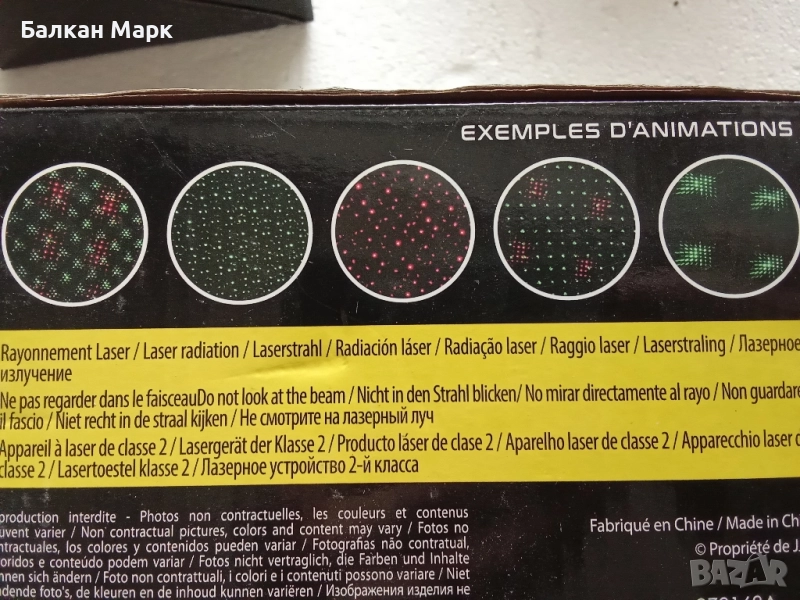 Балкан Марк
EXEMPLES D'ANIMATIONS
Rayonnement Laser / Laser radiation / Laserstrahl / Radiación láser / Radiação laser / Raggio laser / Laserstraling / Лазерное
излучение
Ne pas regarder dans le faisceauDo not look at the beam / Nicht in den Strahl blicken/ No mirar directamente al rayo / Non guardare
il fascio / Niet recht in de straal kijken / Не смотрите на лазерный луч
Appareil à laser de classe 2 / Lasergerät der Klasse 2 / Producto láser de clase 2 / Aparelho laser de classe 2 / Apparecchio laser
classe 2 / Lasertoestel klasse 2 / Лазерное устройство 2-й класса
production interdite - Photos non contractuelles, les couleurs et contenus
uvent varier / Non contractual pictures, colors and content may vary / Fotos no
ntractuales, los colores y contenidos pueden variar / Fotografias não contratual,
loridos e conteúdo podem variar / Fotos nicht vertraglich, die Farben und Inhalte
nnen sich ändern / Foto non contrattuali, i colori e i contenuti possono variare / Niet
ndende foto's, de kleuren en de inhoud kunnen variëren / Изображения изделия не
Fabriqué en Chine / Made in Chi
© Propriété de J.
BAZAR